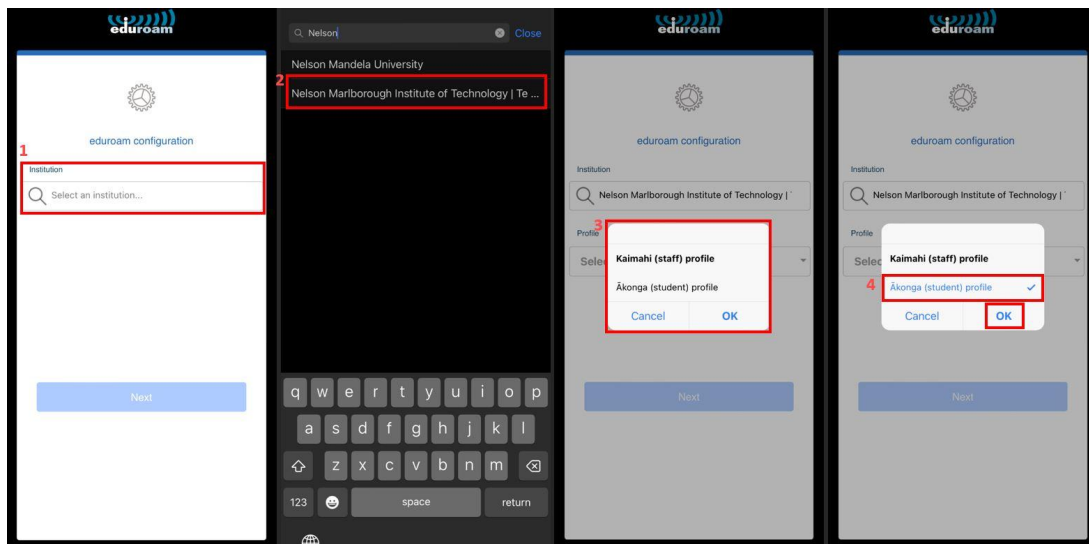 eduroam
eduroam configuration
1
Institution
Select an institution...
Next
Nelson
Close
Nelson Mandela University
2
Nelson Marlborough Institute of Technology | Te ...
q w e r t y u i o p
a s d f g h j k l
z x c v b n m
123
space
return
eduroam
eduroam configuration
Institution
Nelson Marlborough Institute of Technology |
Profile
3
Sele
Kaimahi (staff) profile
Ākonga (student) profile
Cancel
OK
Next
eduroam
eduroam configuration
Institution
Nelson Marlborough Institute of Technology |
Profile
Selec
Kaimahi (staff) profile
4
Ākonga (student) profile
Cancel
OK
Next